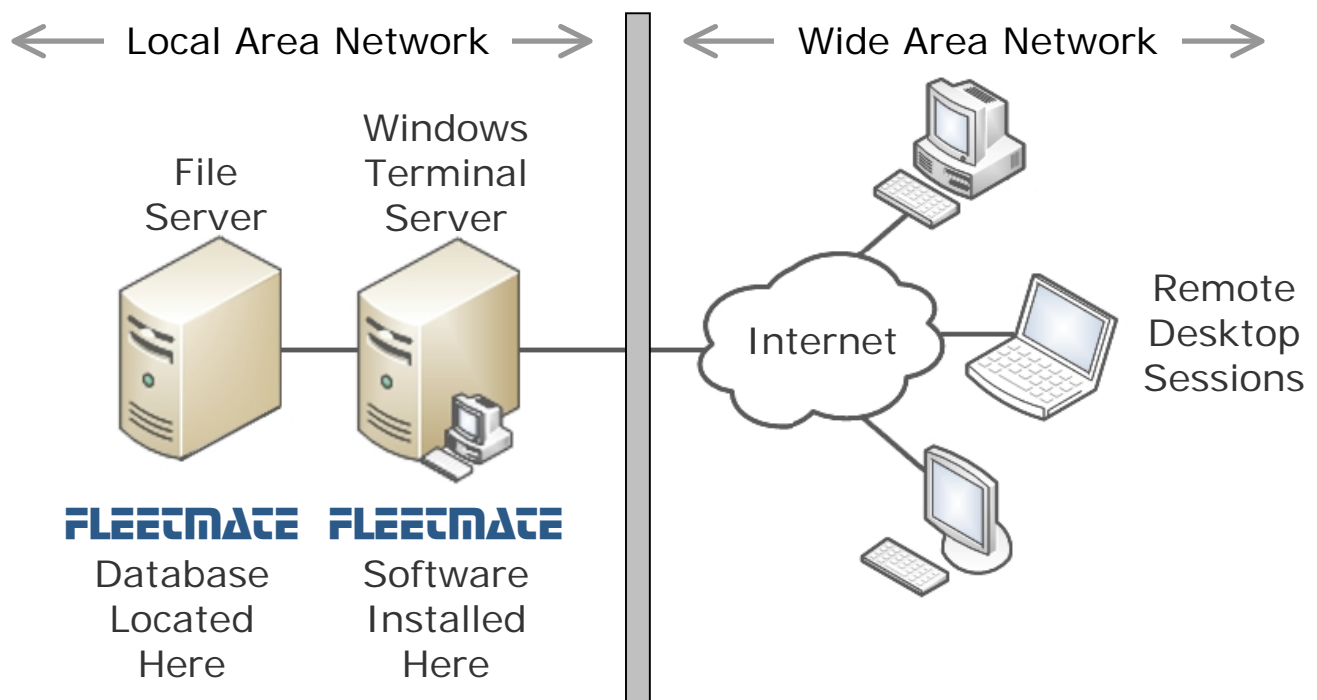 Local Area Network
Wide Area Network
File
Server
Windows
Terminal
Server
Internet
Remote
Desktop
Sessions
FLEETMATE
Database
Located
Here
FLEETMATE
Software
Installed
Here